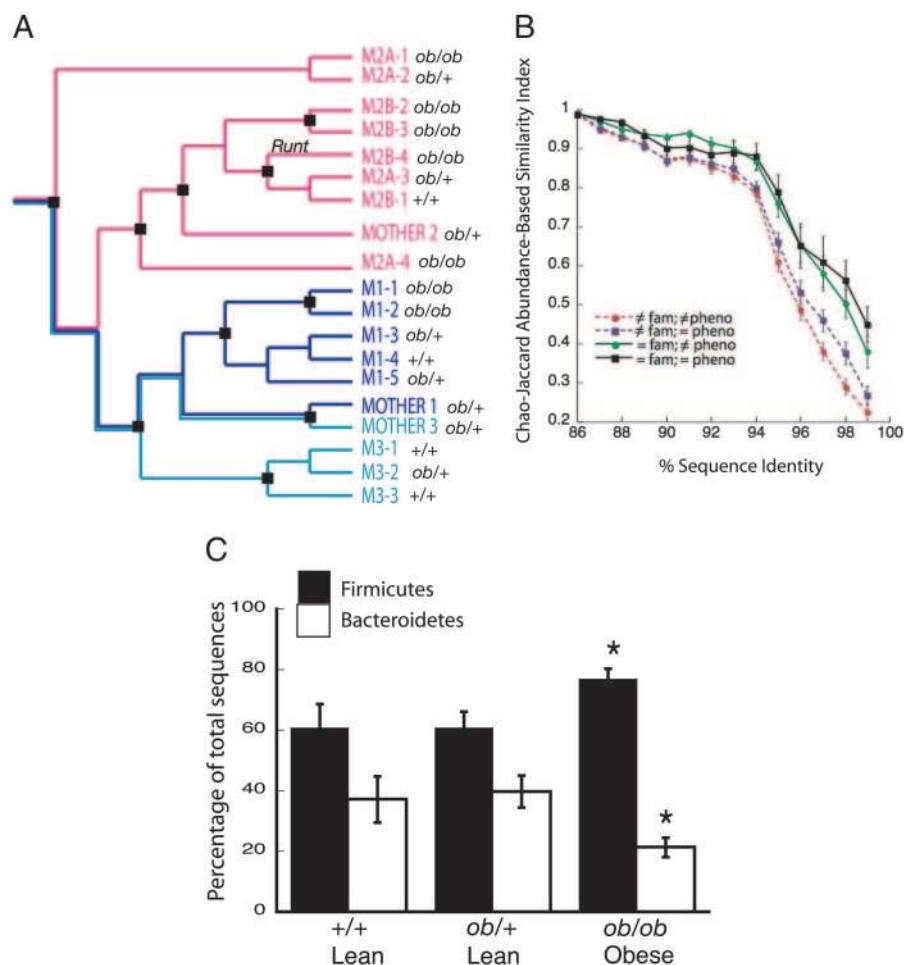 A
M2A-1 ob/ob
M2A-2 ob/+
M2B-2 ob/ob
M2B-3 ob/ob
Runt
M2B-4 ob/ob
M2A-3 ob/+
M2B-1 +/+
MOTHER 2 ob/+
M2A-4 ob/ob
M1-1 ob/ob
M1-2 ob/ob
M1-3 ob/+
M1-4 +/+
M1-5 ob/+
MOTHER 1 ob/+
MOTHER 3 ob/+
M3-1 +/+
M3-2 ob/+
M3-3 +/+
B
Chao-Jaccard Abundance-Based Similarity Index
1
0.9
0.8
0.7
0.6
0.5
0.4
0.3
0.2
≠ fam; ≠pheno
≠ fam; = pheno
= fam; ≠ pheno
= fam; = pheno
86 88 90 92 94 96 98 100
% Sequence Identity
C
Firmicutes
Bacteroidetes
Percentage of total sequences
100
80
60
40
20
0
*
*
+/+ ob/+ ob/ob
Lean Lean Obese